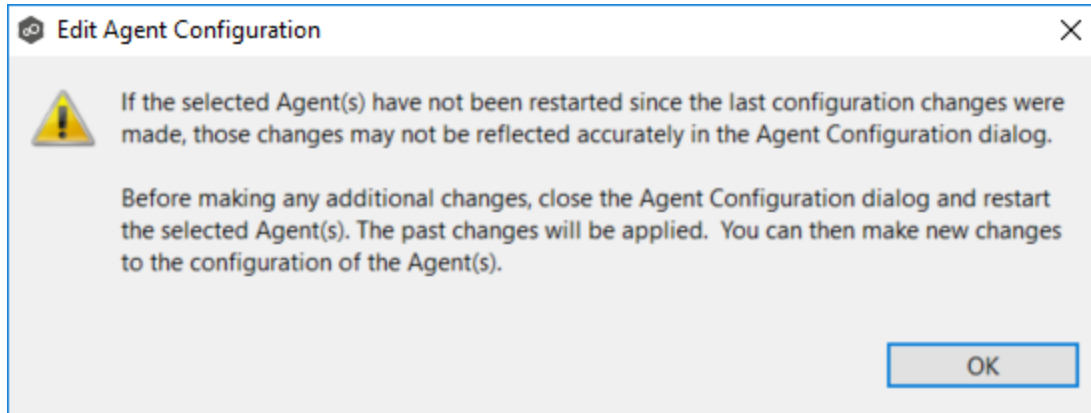 Edit Agent Configuration
If the selected Agent(s) have not been restarted since the last configuration changes were
made, those changes may not be reflected accurately in the Agent Configuration dialog.
Before making any additional changes, close the Agent Configuration dialog and restart
the selected Agent(s). The past changes will be applied.  You can then make new changes
to the configuration of the Agent(s).
OK